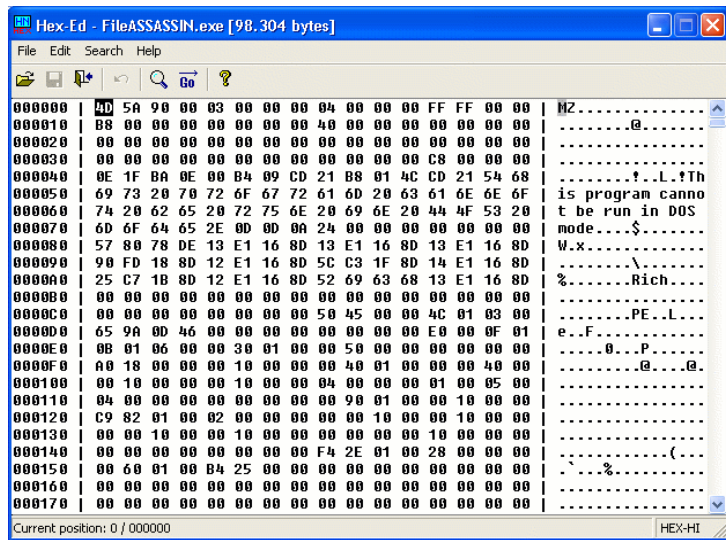 Hex-Ed - FileASSASSIN.exe [98.304 bytes]
File Edit Search Help
Go
000000 | 4D 5A 90 00 03 00 00 00 04 00 00 00 FF FF 00 00 | MZ..............
000010 | B8 00 00 00 00 00 00 00 40 00 00 00 00 00 00 00 | ........@.......
000020 | 00 00 00 00 00 00 00 00 00 00 00 00 00 00 00 00 | ................
000030 | 00 00 00 00 00 00 00 00 00 00 00 00 C8 00 00 00 | ................
000040 | 0E 1F BA 0E 00 B4 09 CD 21 B8 01 4C CD 21 54 68 | ........!..L.!Th
000050 | 69 73 20 70 72 6F 67 72 61 6D 20 63 61 6E 6E 6F | is program canno
000060 | 74 20 62 65 20 72 75 6E 20 69 6E 20 44 4F 53 20 | t be run in DOS
000070 | 6D 6F 64 65 2E 0D 0D 0A 24 00 00 00 00 00 00 00 | mode....$.......
000080 | 57 80 78 DE 13 E1 16 8D 13 E1 16 8D 13 E1 16 8D | W.x.............
000090 | 90 FD 18 8D 12 E1 16 8D 5C C3 1F 8D 14 E1 16 8D | ........\.......
0000A0 | 25 C7 1B 8D 12 E1 16 8D 52 69 63 68 13 E1 16 8D | %.......Rich....
0000B0 | 00 00 00 00 00 00 00 00 00 00 00 00 00 00 00 00 | ................
0000C0 | 00 00 00 00 00 00 00 00 50 45 00 00 4C 01 03 00 | ........PE..L...
0000D0 | 65 9A 0D 46 00 00 00 00 00 00 00 00 E0 00 0F 01 | e..F............
0000E0 | 0B 01 06 00 00 30 01 00 00 50 00 00 00 00 00 00 | .....0...P......
0000F0 | A0 18 00 00 00 10 00 00 00 40 01 00 00 00 40 00 | .........@....@.
000100 | 00 10 00 00 00 10 00 00 04 00 00 00 01 00 05 00 | ................
000110 | 04 00 00 00 00 00 00 00 00 90 01 00 00 10 00 00 | ................
000120 | C9 82 01 00 02 00 00 00 00 00 10 00 00 10 00 00 | ................
000130 | 00 00 10 00 00 10 00 00 00 00 00 00 10 00 00 00 | ................
000140 | 00 00 00 00 00 00 00 00 F4 2E 01 00 28 00 00 00 | ............(...
000150 | 00 60 01 00 B4 25 00 00 00 00 00 00 00 00 00 00 | .`...%..........
000160 | 00 00 00 00 00 00 00 00 00 00 00 00 00 00 00 00 | ................
000170 | 00 00 00 00 00 00 00 00 00 00 00 00 00 00 00 00 | ................
Current position: 0 / 000000 HEX-HI